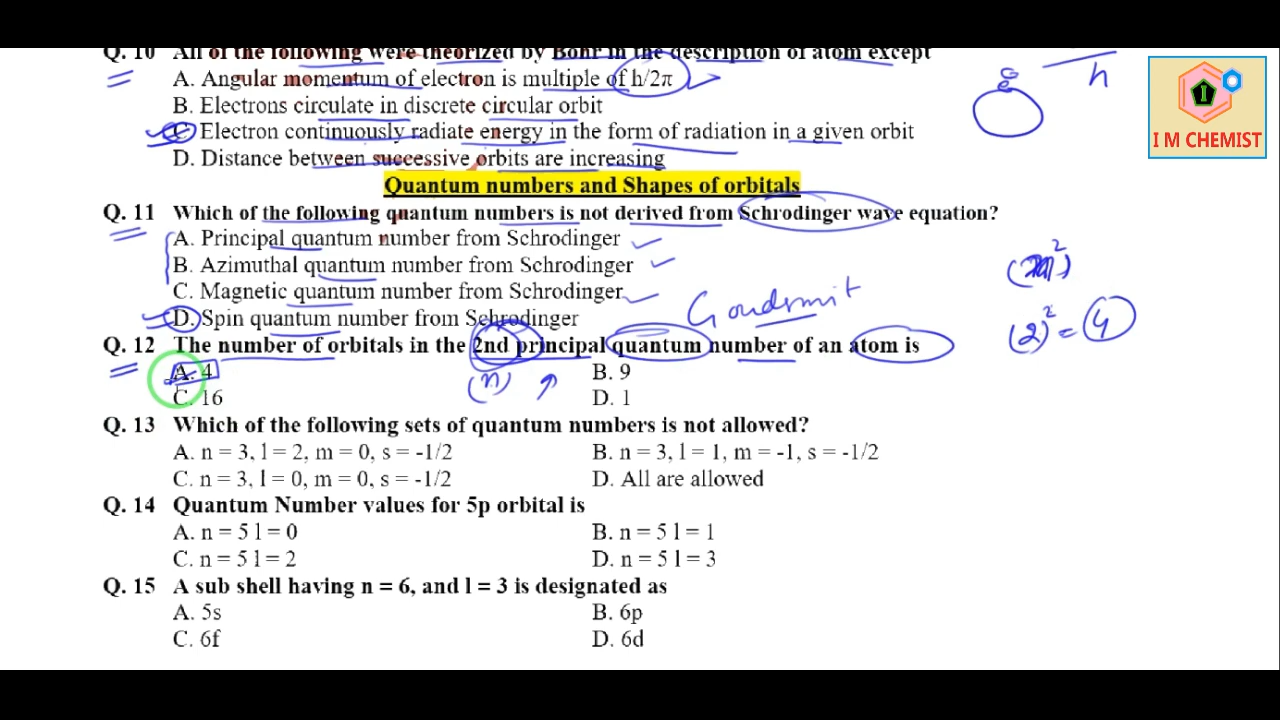 Q. 10 All of the following were theorized by Bohr in the description of atom except
A. Angular momentum of electron is multiple of h/2π
B. Electrons circulate in discrete circular orbit
C. Electron continuously radiate energy in the form of radiation in a given orbit
D. Distance between successive orbits are increasing
h
I M CHEMIST
Quantum numbers and Shapes of orbitals
Q. 11 Which of the following quantum numbers is not derived from Schrodinger wave equation?
A. Principal quantum number from Schrodinger
B. Azimuthal quantum number from Schrodinger
C. Magnetic quantum number from Schrodinger
D. Spin quantum number from Schrodinger
Goudsmit
(2)² = 4
Q. 12 The number of orbitals in the 2nd principal quantum number of an atom is
A. 4 B. 9
(n)
C. 16 D. 1
Q. 13 Which of the following sets of quantum numbers is not allowed?
A. n = 3, l = 2, m = 0, s = -1/2 B. n = 3, l = 1, m = -1, s = -1/2
C. n = 3, l = 0, m = 0, s = -1/2 D. All are allowed
Q. 14 Quantum Number values for 5p orbital is
A. n = 5 l = 0 B. n = 5 l = 1
C. n = 5 l = 2 D. n = 5 l = 3
Q. 15 A sub shell having n = 6, and l = 3 is designated as
A. 5s B. 6p
C. 6f D. 6d